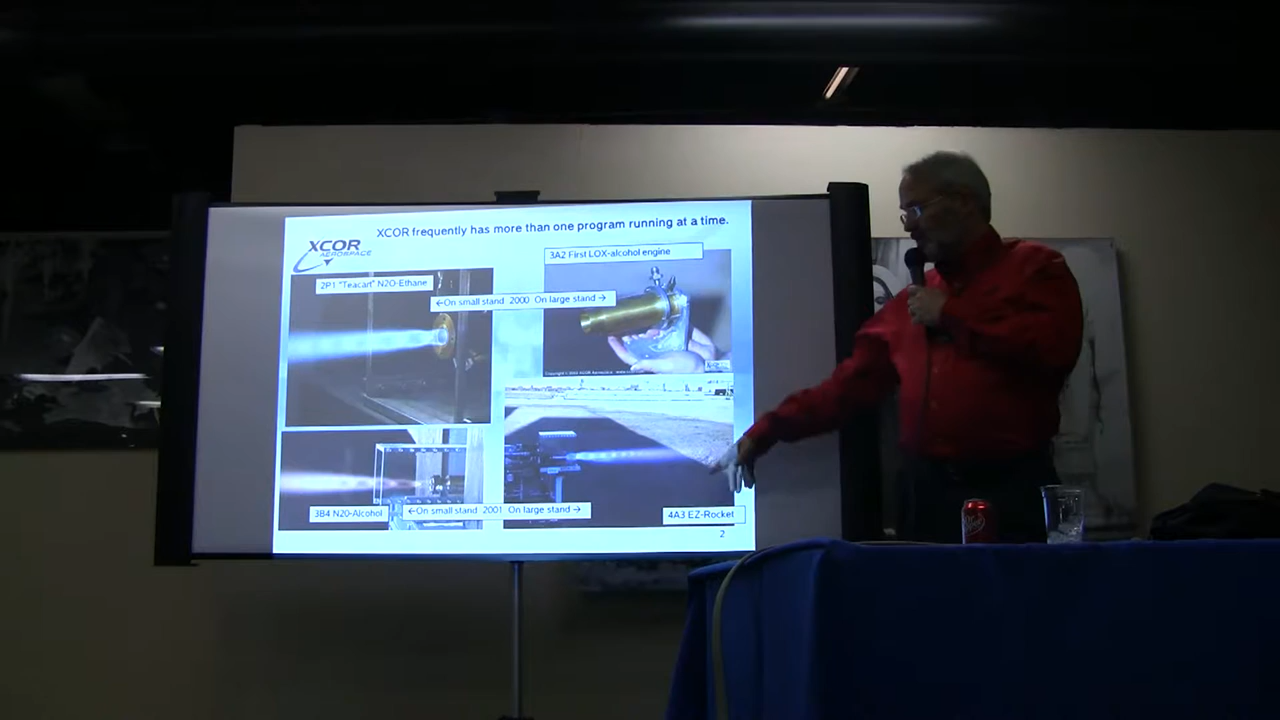 XCOR frequently has more than one program running at a time.
XCOR
AEROSPACE
3A2 First LOX-alcohol engine
2P1 "Teacart" N2O-Ethane
←On small stand 2000 On large stand→
3B4 N2O-Alcohol
←On small stand 2001 On large stand→
4A3 EZ-Rocket
2